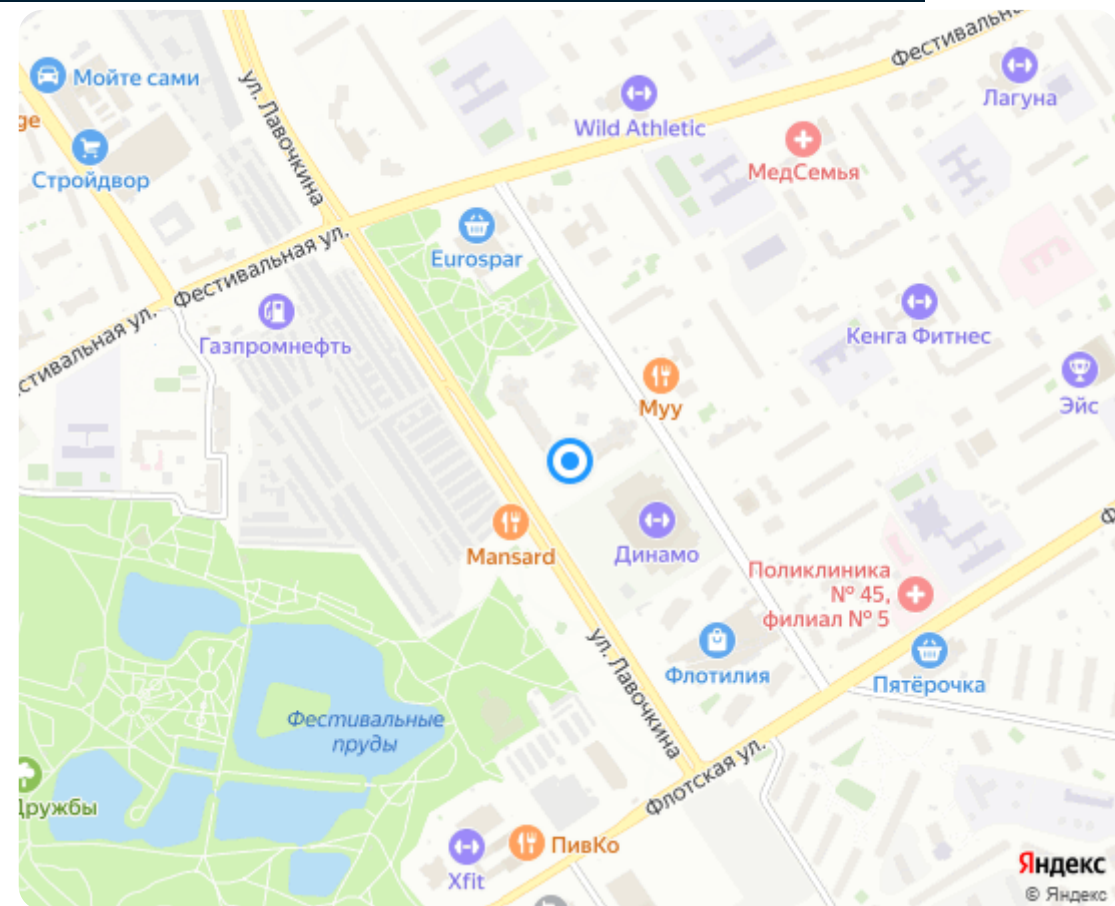 Фестивальна
Мойте сами
ул. Лавочкина
Лагуна
ge
Wild Athletic
Стройдвор
МедСемья
Eurospar
Фестивальная ул.
стивальная ул.
Газпромнефть
Кенга Фитнес
Муу
Эйс
Mansard
Динамо
Поликлиника
№ 45,
филиал № 5
Ф
ул. Лавочкина
Флотилия
Пятёрочка
Фестивальные
пруды
Флотская ул.
Дружбы
ПивКо
Xfit
Яндекс
© Яндекс